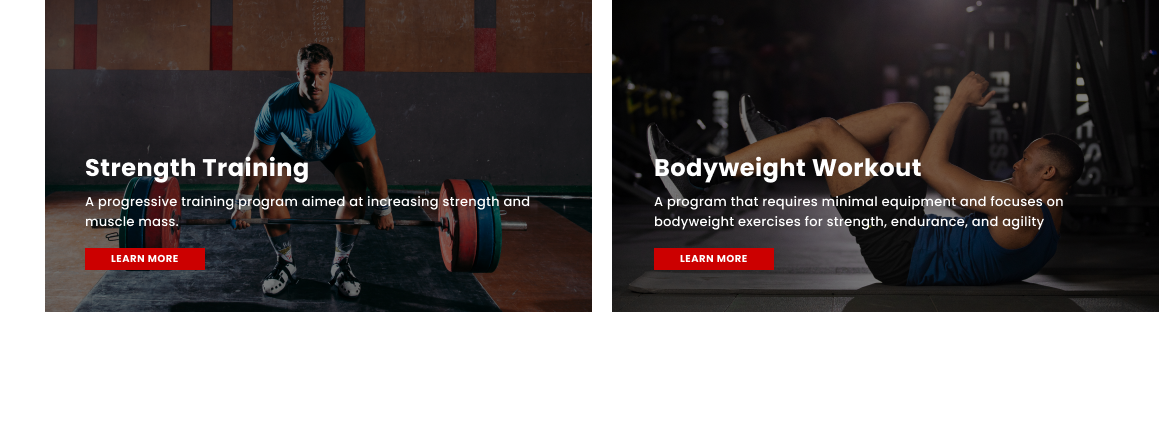 Strength Training
A progressive training program aimed at increasing strength and
muscle mass.
LEARN MORE
Bodyweight Workout
A program that requires minimal equipment and focuses on
bodyweight exercises for strength, endurance, and agility
LEARN MORE
FITNESS